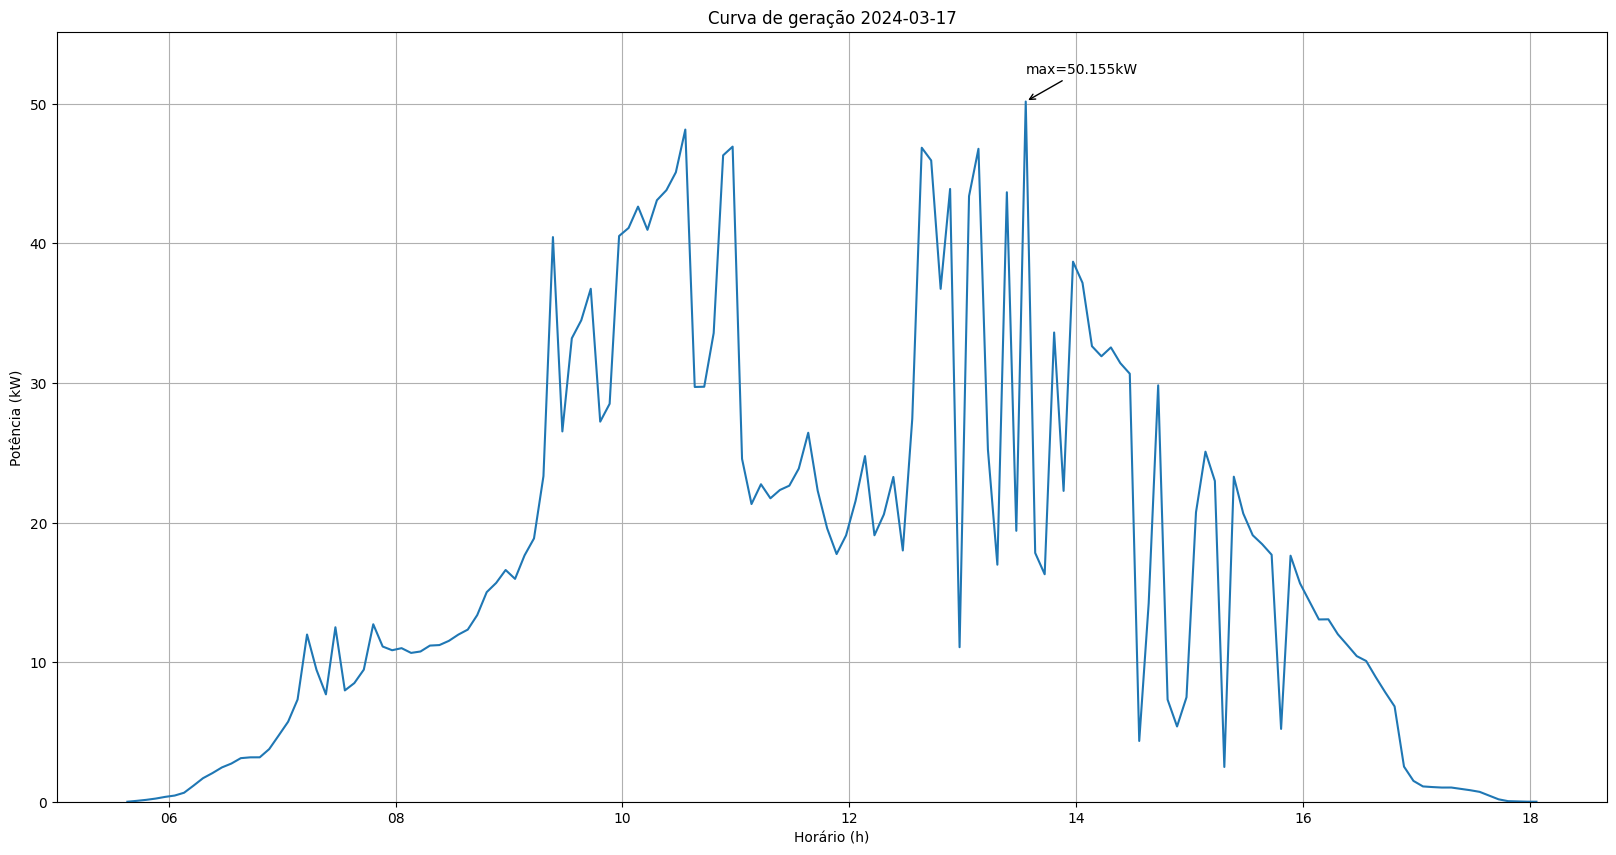 Curva de geração 2024-03-17
max=50.155kW
Potência (kW)
50
40
30
20
10
0
06 08 10 12 14 16 18
Horário (h)